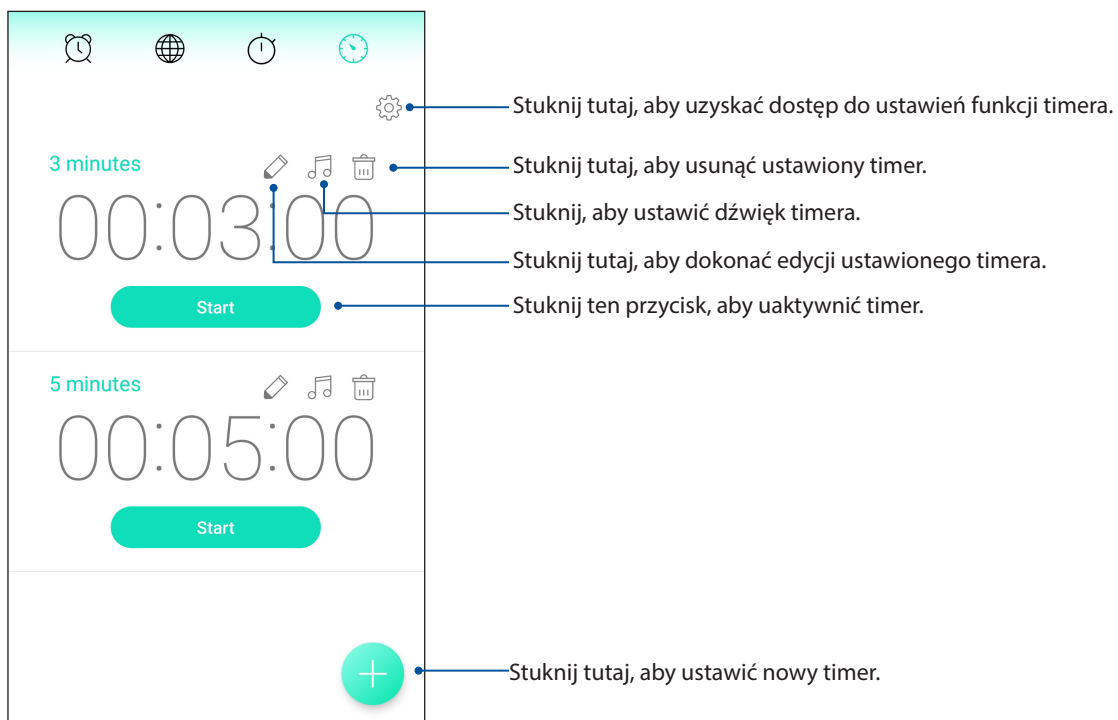 Stuknij tutaj, aby uzyskać dostęp do ustawień funkcji timera.
3 minutes
Stuknij tutaj, aby usunąć ustawiony timer.
00:03:00
Stuknij, aby ustawić dźwięk timera.
Stuknij tutaj, aby dokonać edycji ustawionego timera.
Start
Stuknij ten przycisk, aby uaktywnić timer.
5 minutes
00:05:00
Start
Stuknij tutaj, aby ustawić nowy timer.